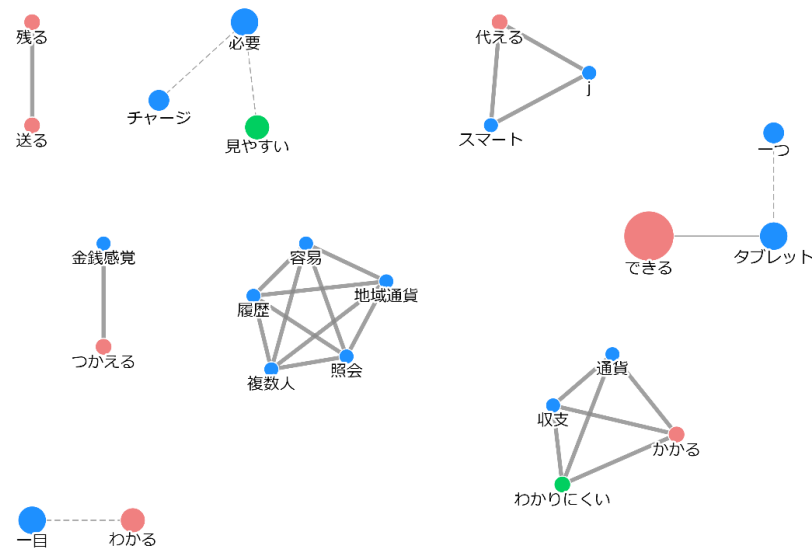 残る
必要
代える
j
チャージ
送る
見やすい
スマート
一つ
金銭感覚
容易
タブレット
できる
地域通貨
履歴
つかえる
複数人
照会
通貨
収支
かかる
わかりにくい
一目
わかる